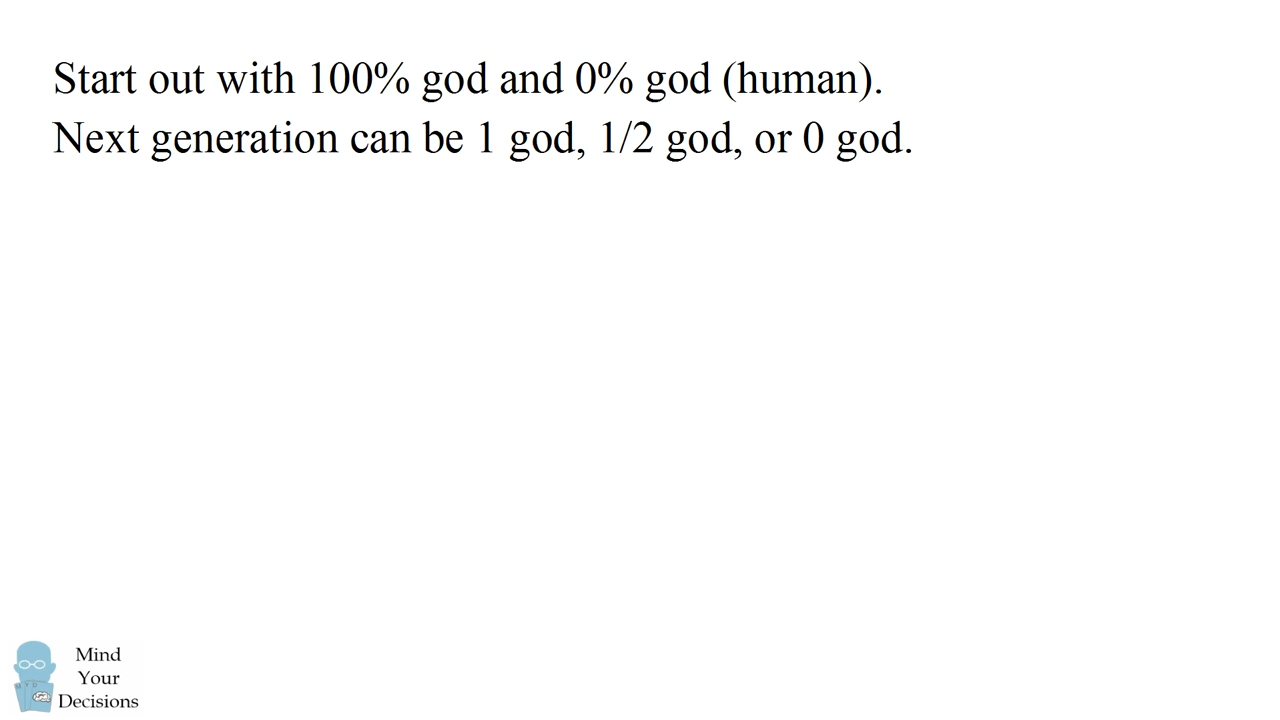 Start out with 100% god and 0% god (human).
Next generation can be 1 god, 1/2 god, or 0 god.
Mind
Your
Decisions